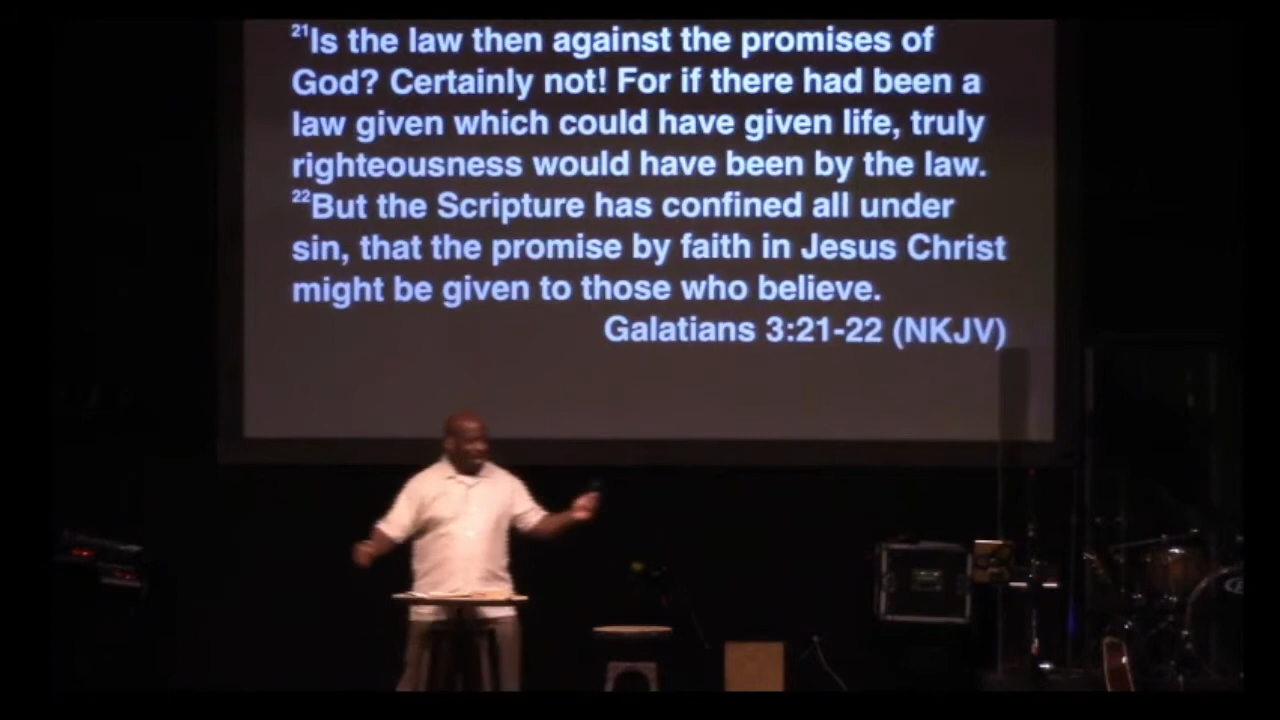 21Is the law then against the promises of
God? Certainly not! For if there had been a
law given which could have given life, truly
righteousness would have been by the law.
22But the Scripture has confined all under
sin, that the promise by faith in Jesus Christ
might be given to those who believe.
Galatians 3:21-22 (NKJV)